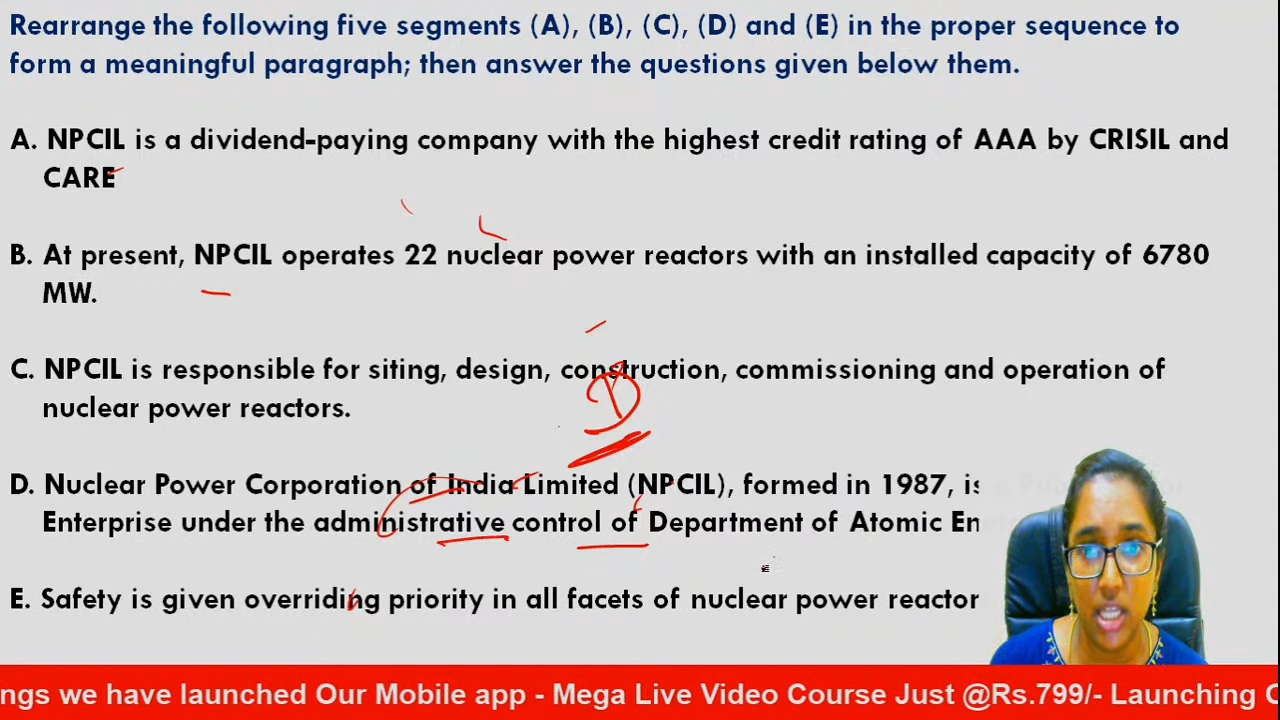 Rearrange the following five segments (A), (B), (C), (D) and (E) in the proper sequence to
form a meaningful paragraph; then answer the questions given below them.
A. NPCIL is a dividend-paying company with the highest credit rating of AAA by CRISIL and
CARE
B. At present, NPCIL operates 22 nuclear power reactors with an installed capacity of 6780
MW.
C. NPCIL is responsible for siting, design, construction, commissioning and operation of
nuclear power reactors.
D
D. Nuclear Power Corporation of India Limited (NPCIL), formed in 1987, is
Enterprise under the administrative control of Department of Atomic En
E. Safety is given overriding priority in all facets of nuclear power reactor
ngs we have launched Our Mobile app - Mega Live Video Course Just @Rs.799/- Launching